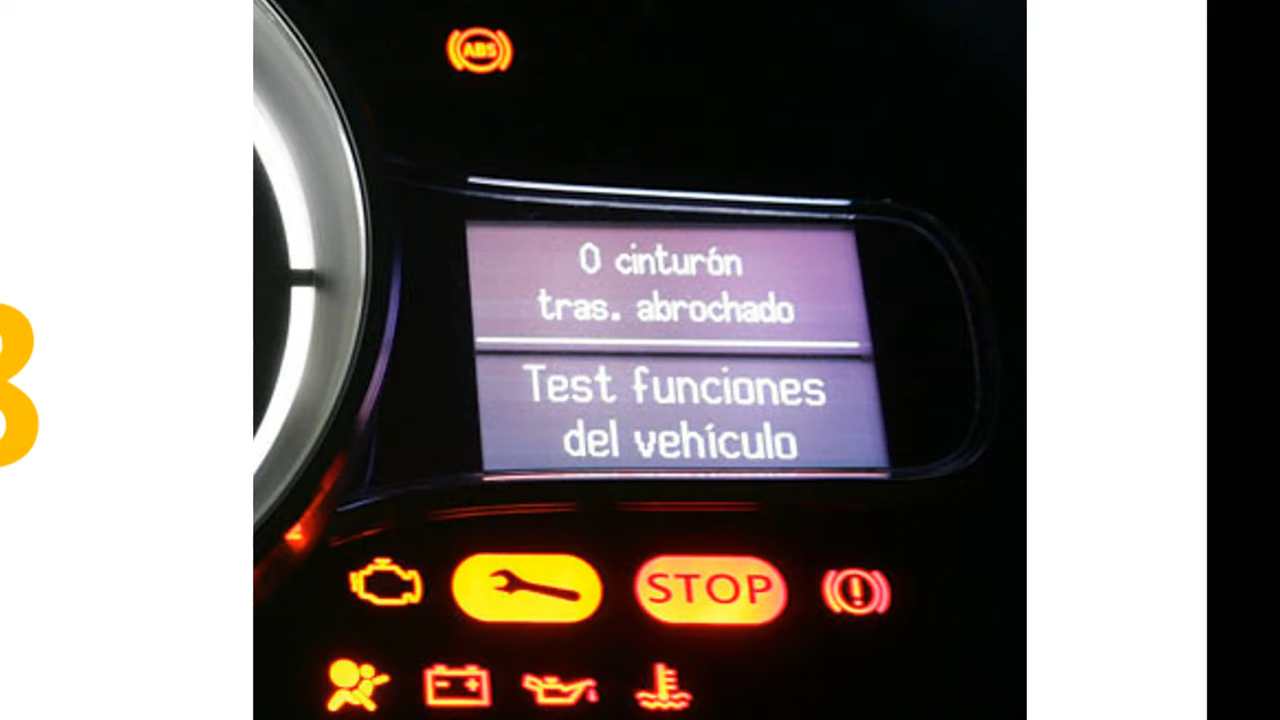 ABS
0 cinturón
tras. abrochado
Test funciones
del vehículo
STOP